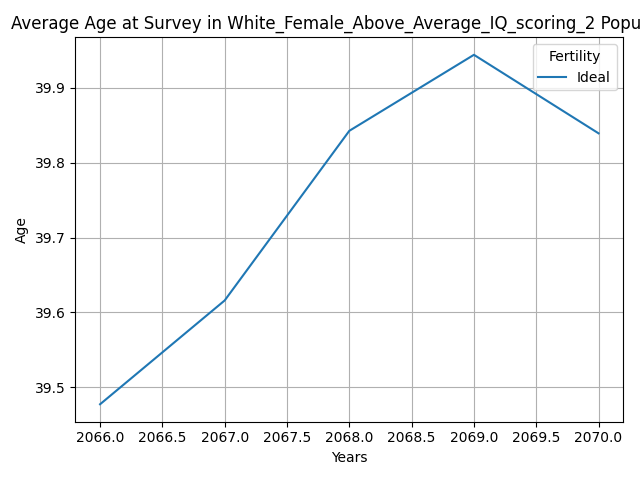 Average Age at Survey in White_Female_Above_Average_IQ_scoring_2 Popu
Fertility
Ideal
39.9
39.8
39.7
39.6
39.5
Age
2066.0 2066.5 2067.0 2067.5 2068.0 2068.5 2069.0 2069.5 2070.0
Years